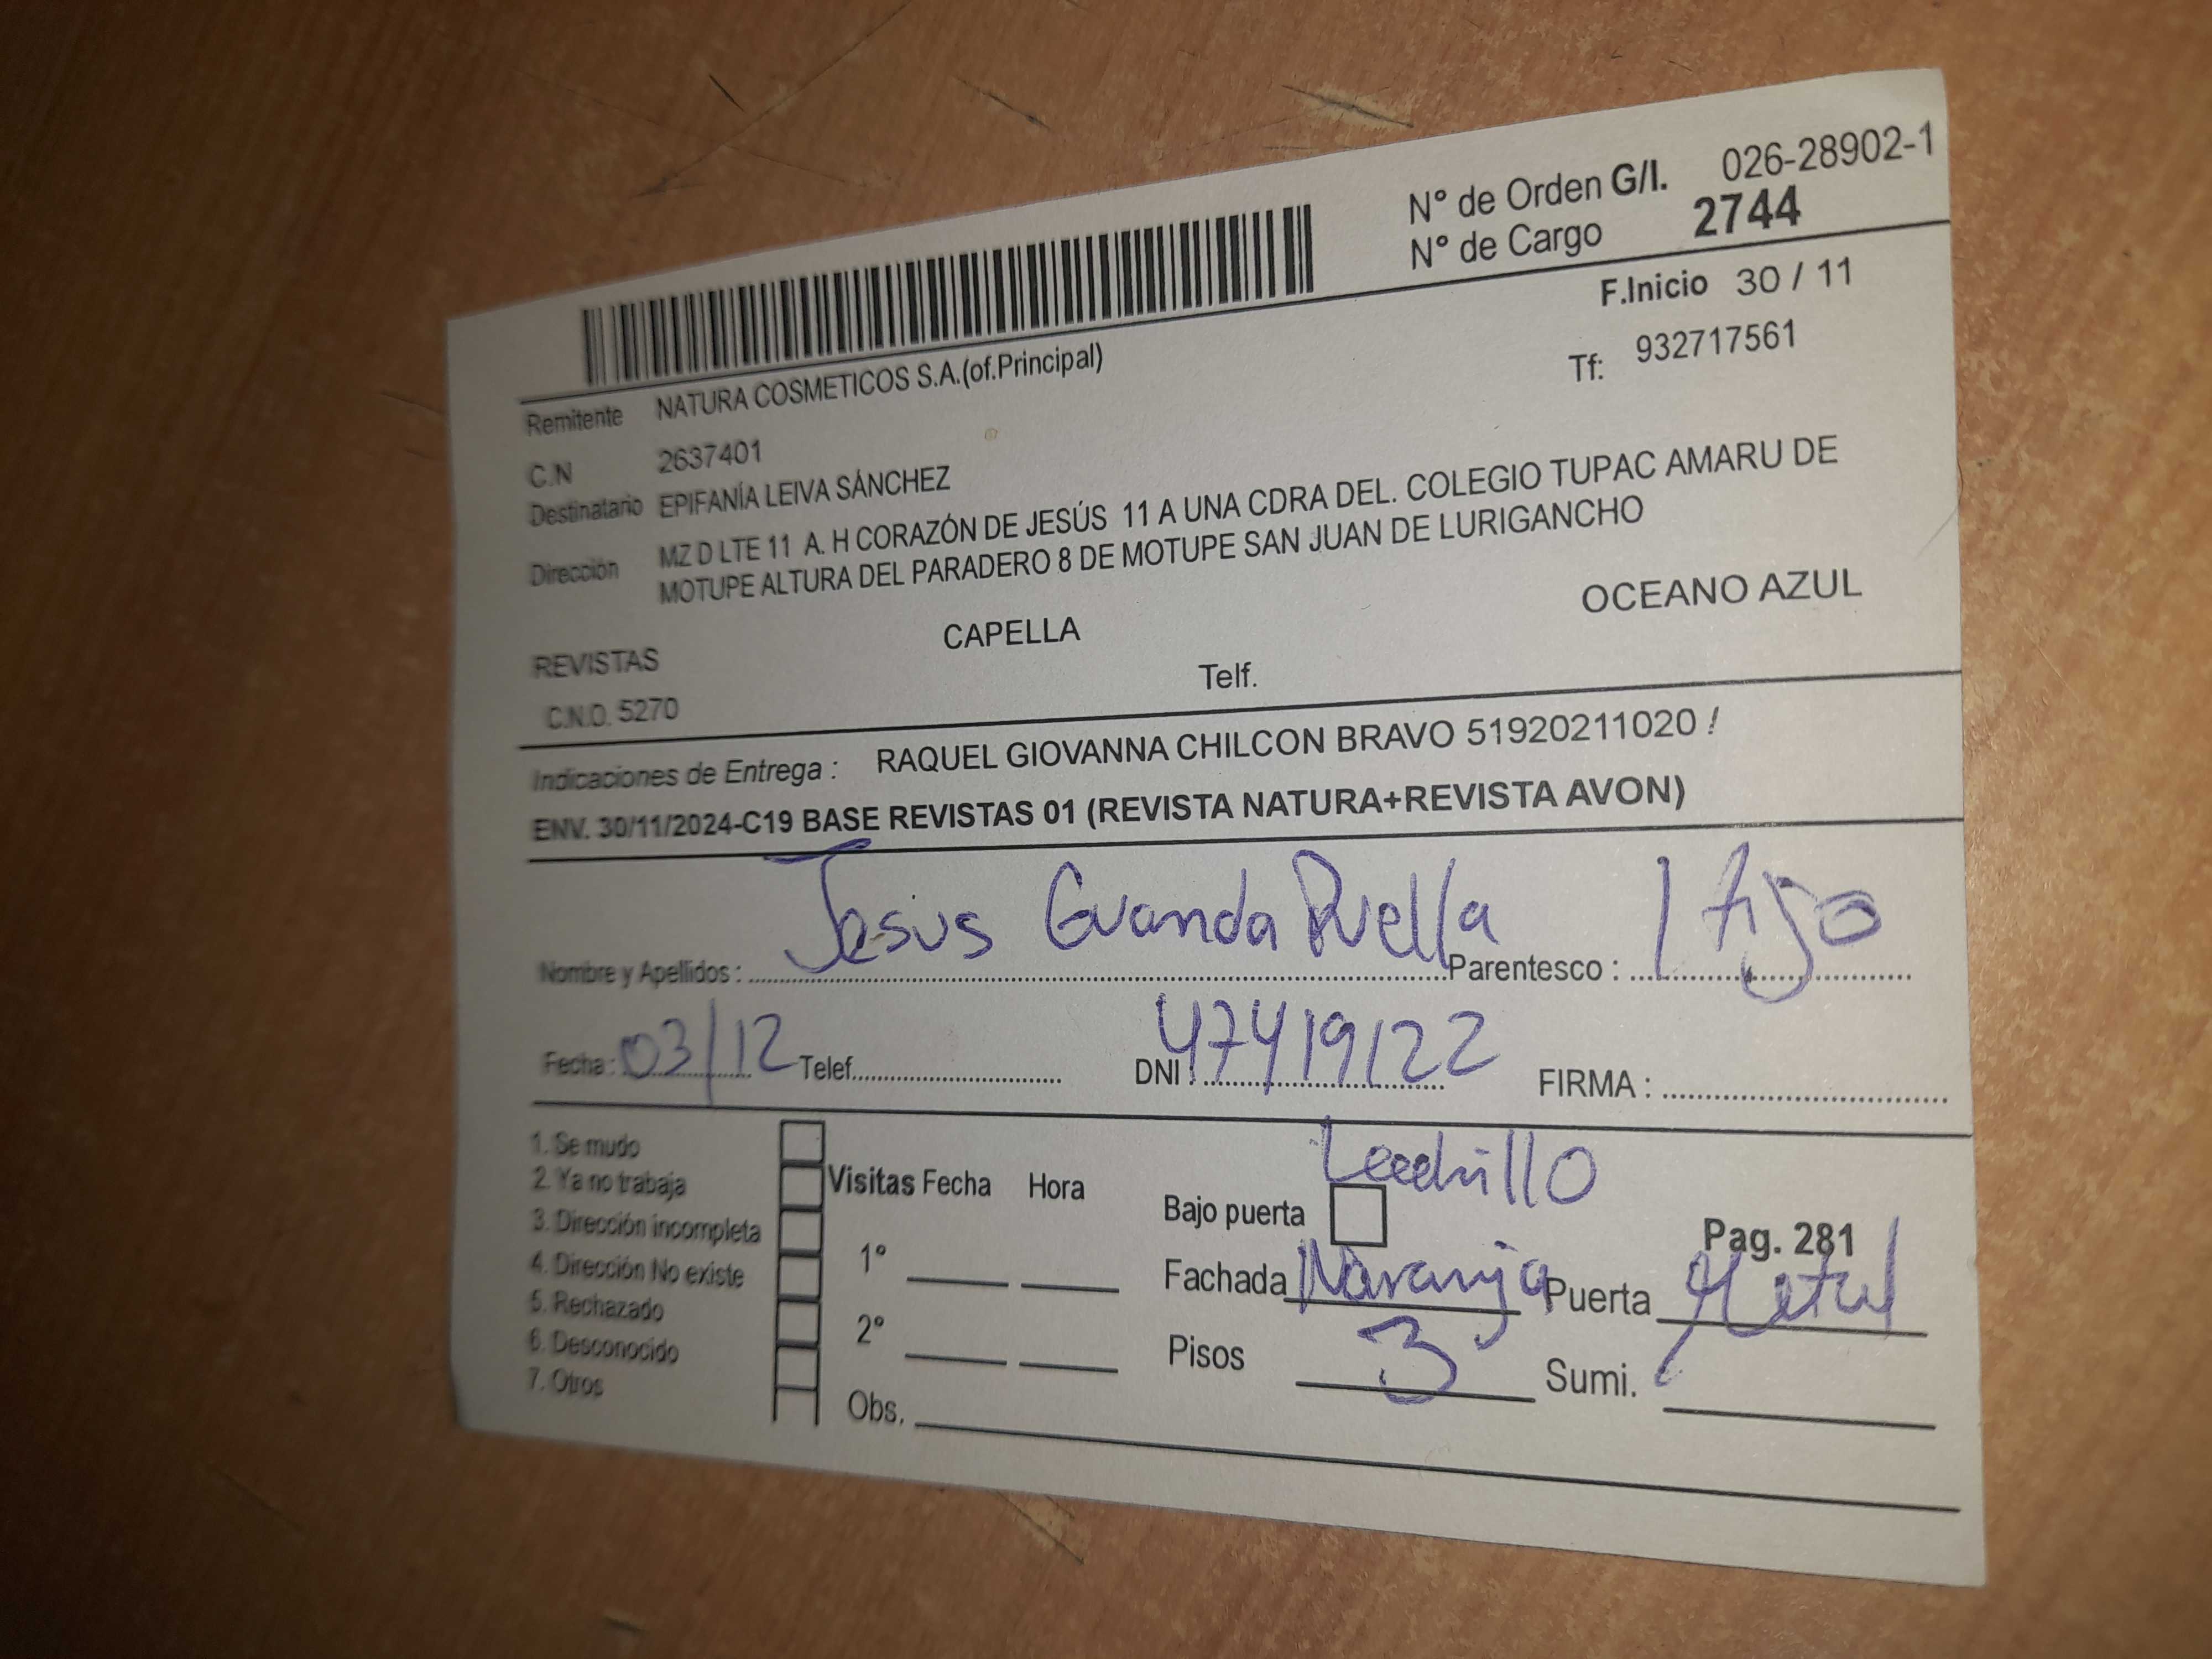 N° de Orden G/I. 026-28902-1
N° de Cargo 2744
F.Inicio 30 / 11
Remitente NATURA COSMETICOS S.A.(of.Principal) Tf: 932717561
C.N 2637401
Destinatario EPIFANÍA LEIVA SÁNCHEZ
Dirección MZ D LTE 11 A. H CORAZÓN DE JESÚS 11 A UNA CDRA DEL. COLEGIO TUPAC AMARU DE
MOTUPE ALTURA DEL PARADERO 8 DE MOTUPE SAN JUAN DE LURIGANCHO
REVISTAS CAPELLA OCEANO AZUL
C.N.O. 5270 Telf.
Indicaciones de Entrega : RAQUEL GIOVANNA CHILCON BRAVO 51920211020 /
ENV. 30/11/2024-C19 BASE REVISTAS 01 (REVISTA NATURA+REVISTA AVON)
Nombre y Apellidos : Jesus Parentesco : Hijo
Fecha : 03/12 Telef. DNI : 47419122 FIRMA :
1. Se mudo
2. Ya no trabaja
3. Dirección incompleta
4. Dirección No existe
5. Rechazado
6. Desconocido
7. Otros
Visitas Fecha Hora
1°
2°
Obs.
Ladrillo
Bajo puerta Pag. 281
Fachada Naranja Puerta Metal
Pisos 3 Sumi.